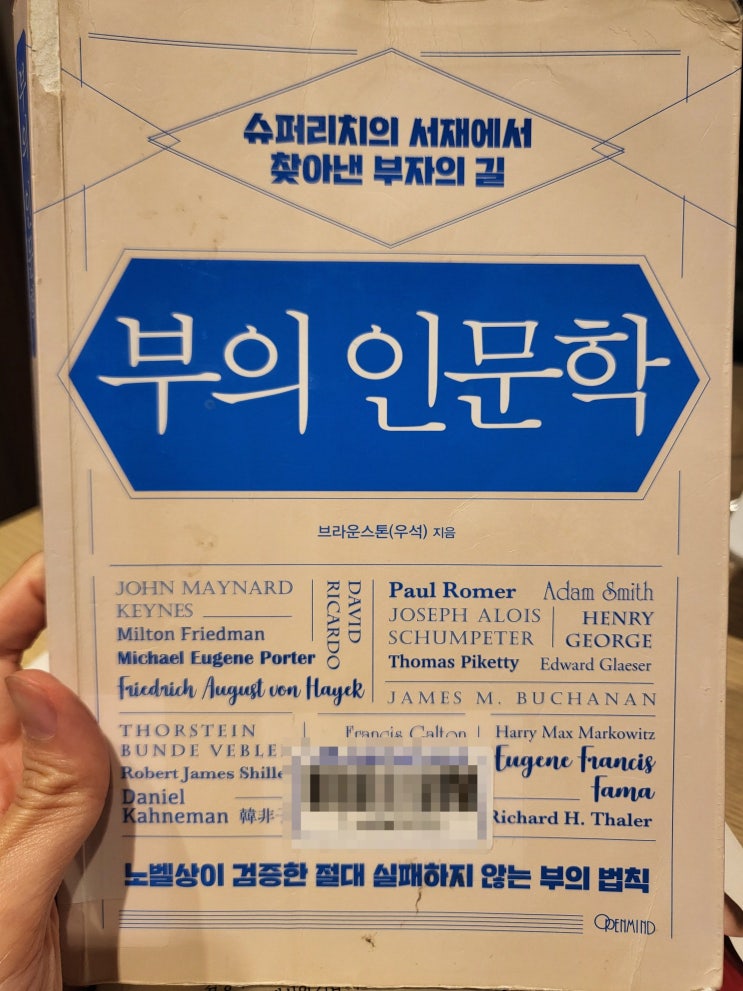 슈퍼리치의 서재에서
찾아낸 부자의 길
부의 인문학
브라운스톤(우석) 지음
JOHN MAYNARD
KEYNES
Milton Friedman
Michael Eugene Porter
Friedrich August von Hayek
DAVID
RICARDO
Paul Romer
Adam Smith
JOSEPH ALOIS
SCHUMPETER
HENRY
GEORGE
Thomas Piketty
Edward Glaeser
JAMES M. BUCHANAN
THORSTEIN
BUNDE VEBLE
Robert James Shille
Daniel
Kahneman
韓非
Francis Galton
Harry Max Markowitz
Eugene Francis
Fama
Richard H. Thaler
노벨상이 검증한 절대 실패하지 않는 부의 법칙
OPENMIND